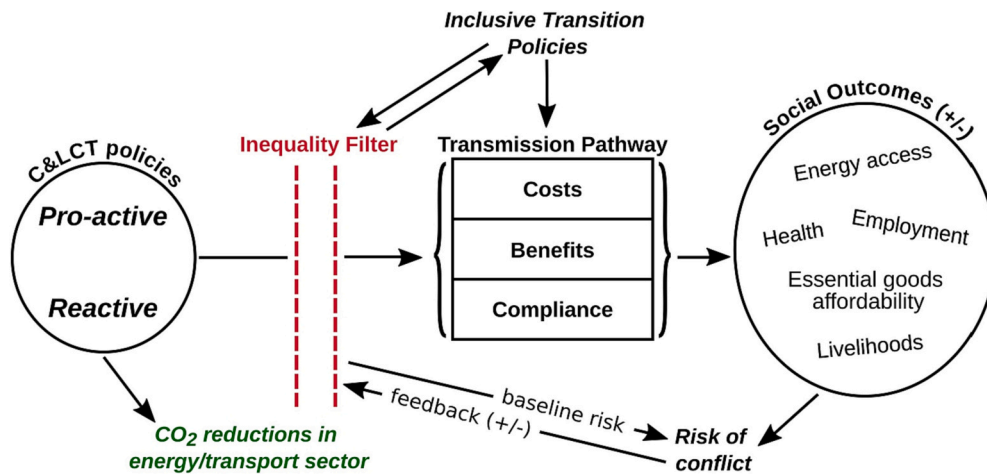 Inclusive Transition
Policies
C&LCT policies
Pro-active
Reactive
CO₂ reductions in
energy/transport sector
Inequality Filter
Transmission Pathway
Costs
Benefits
Compliance
Social Outcomes (+/-)
Energy access
Health
Employment
Essential goods
affordability
Livelihoods
baseline risk
feedback (+/-)
Risk of
conflict